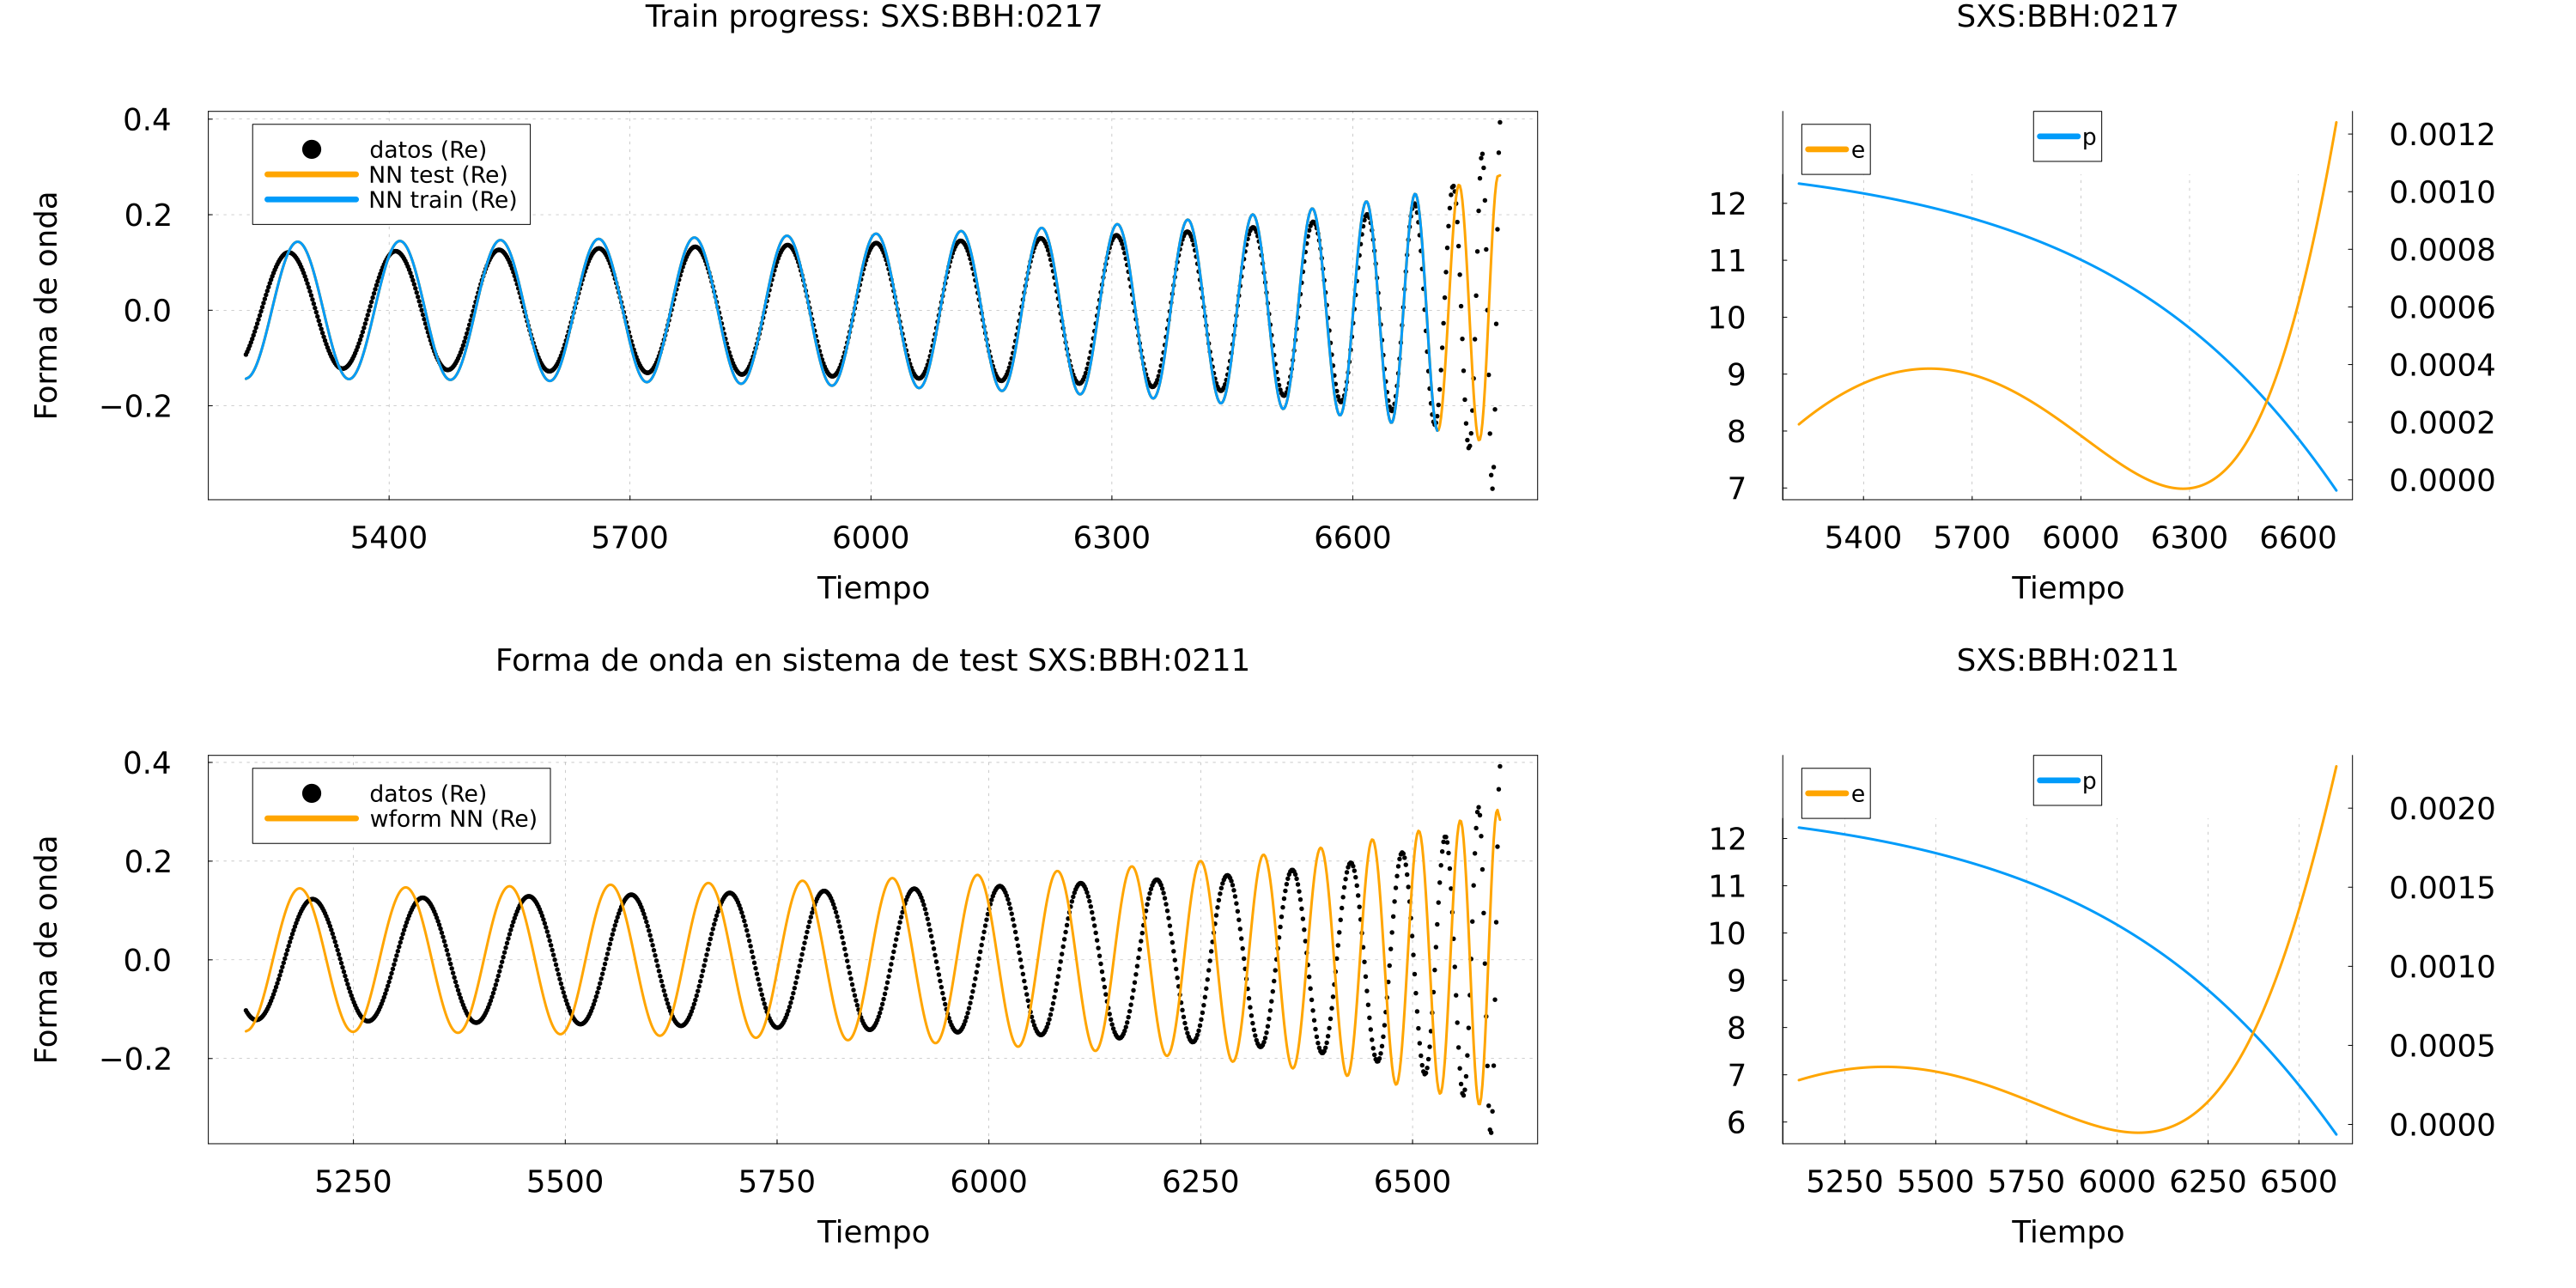 Train progress: SXS:BBH:0217
Forma de onda
0.4
0.2
0.0
−0.2
datos (Re)
NN test (Re)
NN train (Re)
5400 5700 6000 6300 6600
Tiempo
SXS:BBH:0217
e
p
12
11
10
9
8
7
0.0012
0.0010
0.0008
0.0006
0.0004
0.0002
0.0000
5400 5700 6000 6300 6600
Tiempo
Forma de onda en sistema de test SXS:BBH:0211
Forma de onda
0.4
0.2
0.0
−0.2
datos (Re)
wform NN (Re)
5250 5500 5750 6000 6250 6500
Tiempo
SXS:BBH:0211
e
p
12
11
10
9
8
7
6
0.0020
0.0015
0.0010
0.0005
0.0000
5250 5500 5750 6000 6250 6500
Tiempo